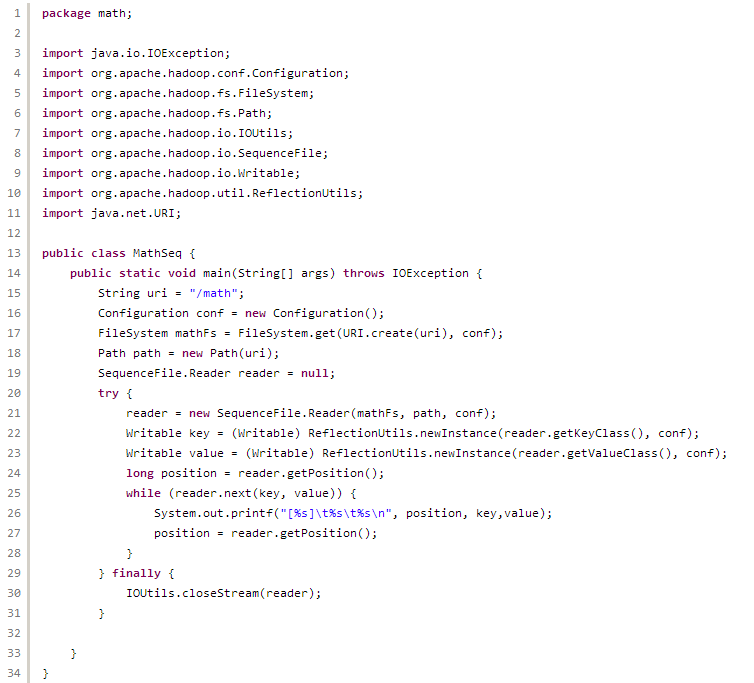 1 package math;
2
3 import java.io.IOException;
4 import org.apache.hadoop.conf.Configuration;
5 import org.apache.hadoop.fs.FileSystem;
6 import org.apache.hadoop.fs.Path;
7 import org.apache.hadoop.io.IOUtils;
8 import org.apache.hadoop.io.SequenceFile;
9 import org.apache.hadoop.io.Writable;
10 import org.apache.hadoop.util.ReflectionUtils;
11 import java.net.URI;
12
13 public class MathSeq {
14     public static void main(String[] args) throws IOException {
15         String uri = "/math";
16         Configuration conf = new Configuration();
17         FileSystem mathFs = FileSystem.get(URI.create(uri), conf);
18         Path path = new Path(uri);
19         SequenceFile.Reader reader = null;
20         try {
21             reader = new SequenceFile.Reader(mathFs, path, conf);
22             Writable key = (Writable) ReflectionUtils.newInstance(reader.getKeyClass(), conf);
23             Writable value = (Writable) ReflectionUtils.newInstance(reader.getValueClass(), conf);
24             long position = reader.getPosition();
25             while (reader.next(key, value)) {
26                 System.out.printf("[%s]\t%s\t%s\n", position, key,value);
27                 position = reader.getPosition();
28             }
29         } finally {
30             IOUtils.closeStream(reader);
31         }
32
33     }
34 }